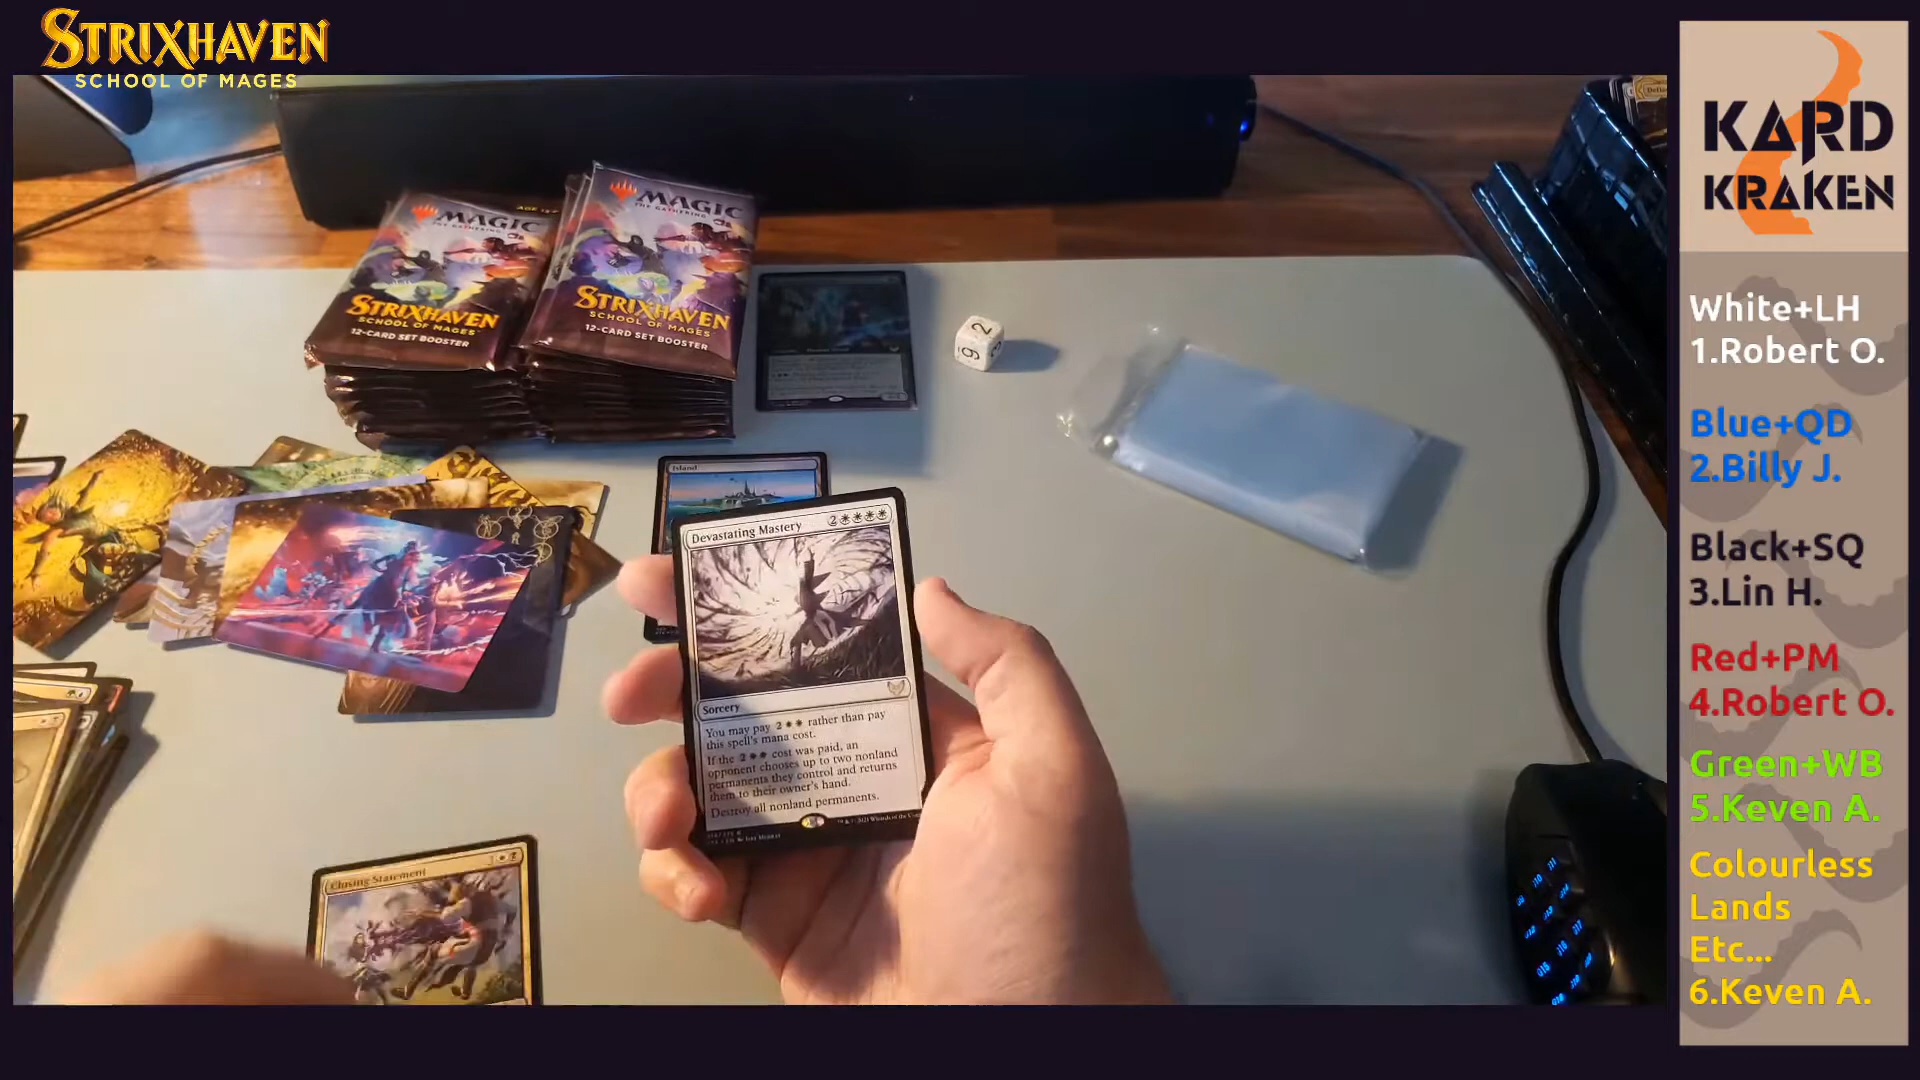 STRIXHAVEN
SCHOOL OF MAGES
KARD
KRAKEN
White+LH
1.Robert O.
Blue+QD
2.Billy J.
Black+SQ
3.Lin H.
Red+PM
4.Robert O.
Green+WB
5.Keven A.
Colourless
Lands
Etc...
6.Keven A.
MAGIC
THE GATHERING
STRIXHAVEN
SCHOOL OF MAGES
12-CARD SET BOOSTER
MAGIC
THE GATHERING
STRIXHAVEN
SCHOOL OF MAGES
12-CARD SET BOOSTER
2
Island
Devastating Mastery
2
Sorcery
You may pay 2 rather than pay
this spell's mana cost.
If the 2 cost was paid, an
opponent chooses up to two nonland
permanents they control and returns
them to their owner's hand.
Destroy all nonland permanents.
Closing Statement